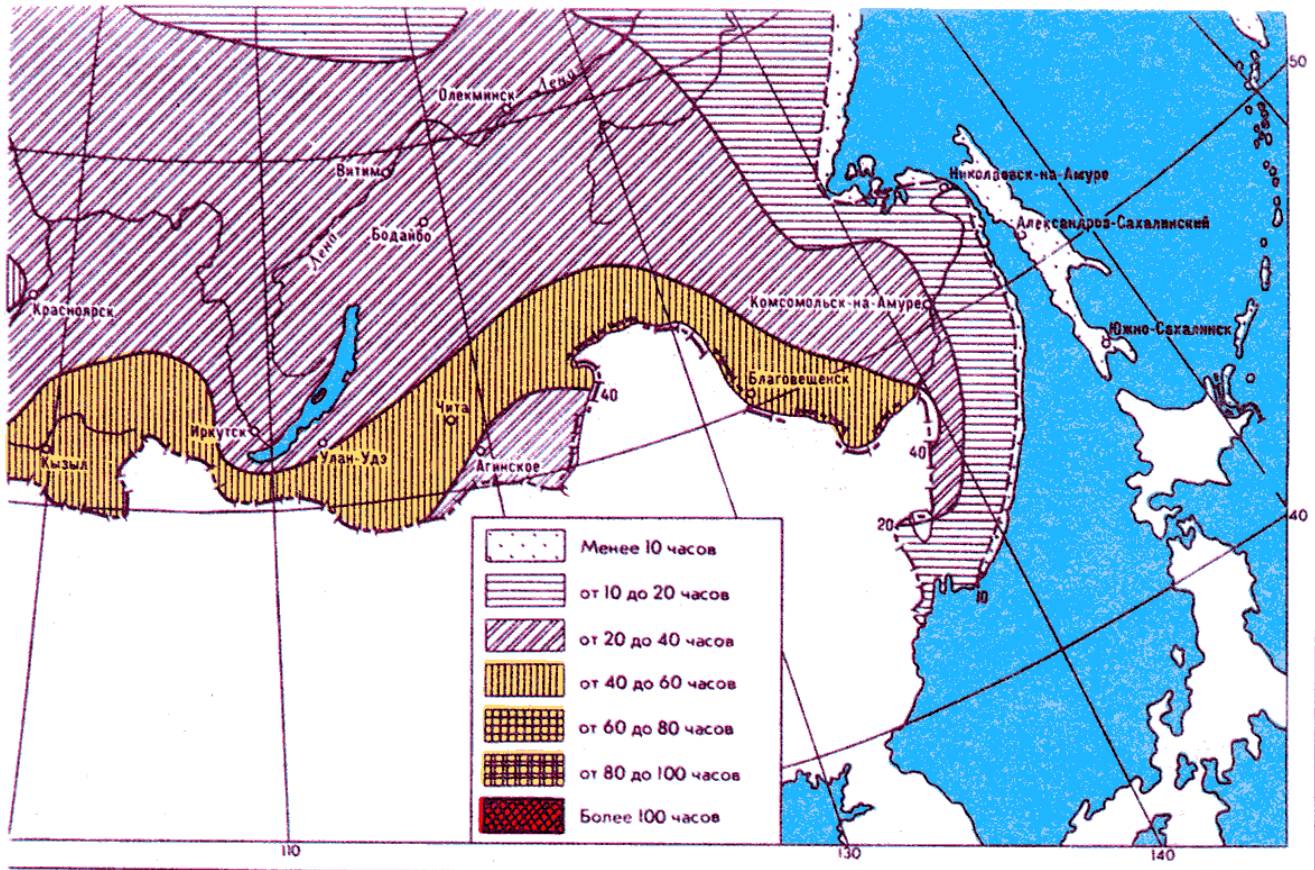 50
Лена
Олекминск
Витим
Николаевск-на-Амуре
Бодайбо
Александров-Сахалинский
Лена
Красноярск
Комсомольск-на-Амуре
Южно-Сахалинск
Благовещенск
40
Чита
Иркутск
Улан-Удэ
Кызыл
Агинское
40
20
40
Менее 10 часов
от 10 до 20 часов
10
от 20 до 40 часов
от 40 до 60 часов
от 60 до 80 часов
от 80 до 100 часов
Более 100 часов
110
130
140